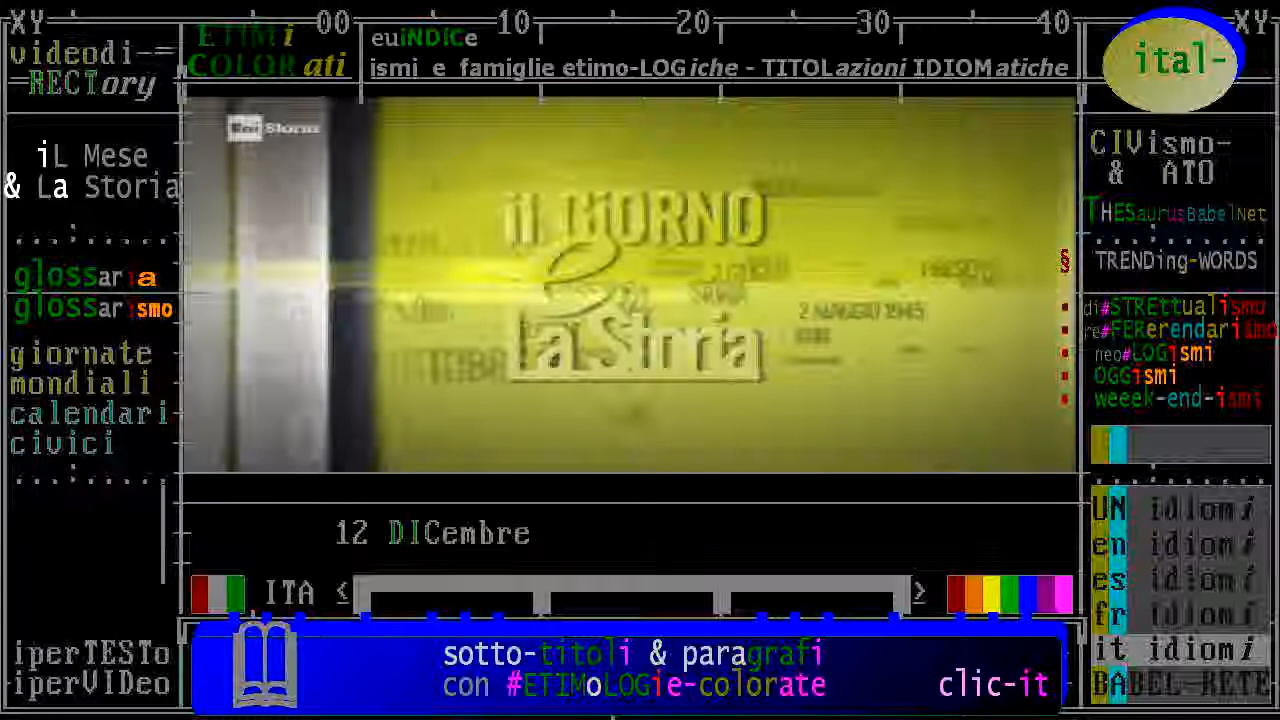 XY 00 10 20 30 40 XY
videodi-=
=RECTory
ETIMi
COLORati
euiNDICe
ismi e famiglie etimo-LOGiche - TITOLazioni IDIOMatiche
ital-
iL Mese
& La Storia
glossaria
glossarismo
giornate
mondiali
calendari
civici
iperTESTo
iperVIDeo
Rai Storia
iL GiORNO
e
La Storia
2 MAGGIO 1945
12 DICembre
ITA < >
sotto-titoli & paragrafi
con #ETIMoLOGie-colorate
clic-it
CIVismo-
& ATO
THESaurusBabelNet
TRENDing-WORDS
di#STREttualismo
re#FERerendarismo
neo#LOGismi
OGGismi
weeek-end-ismi
UN idiomi
en idiomi
es idiomi
fr idiomi
it idiomi
BABEL-RETE